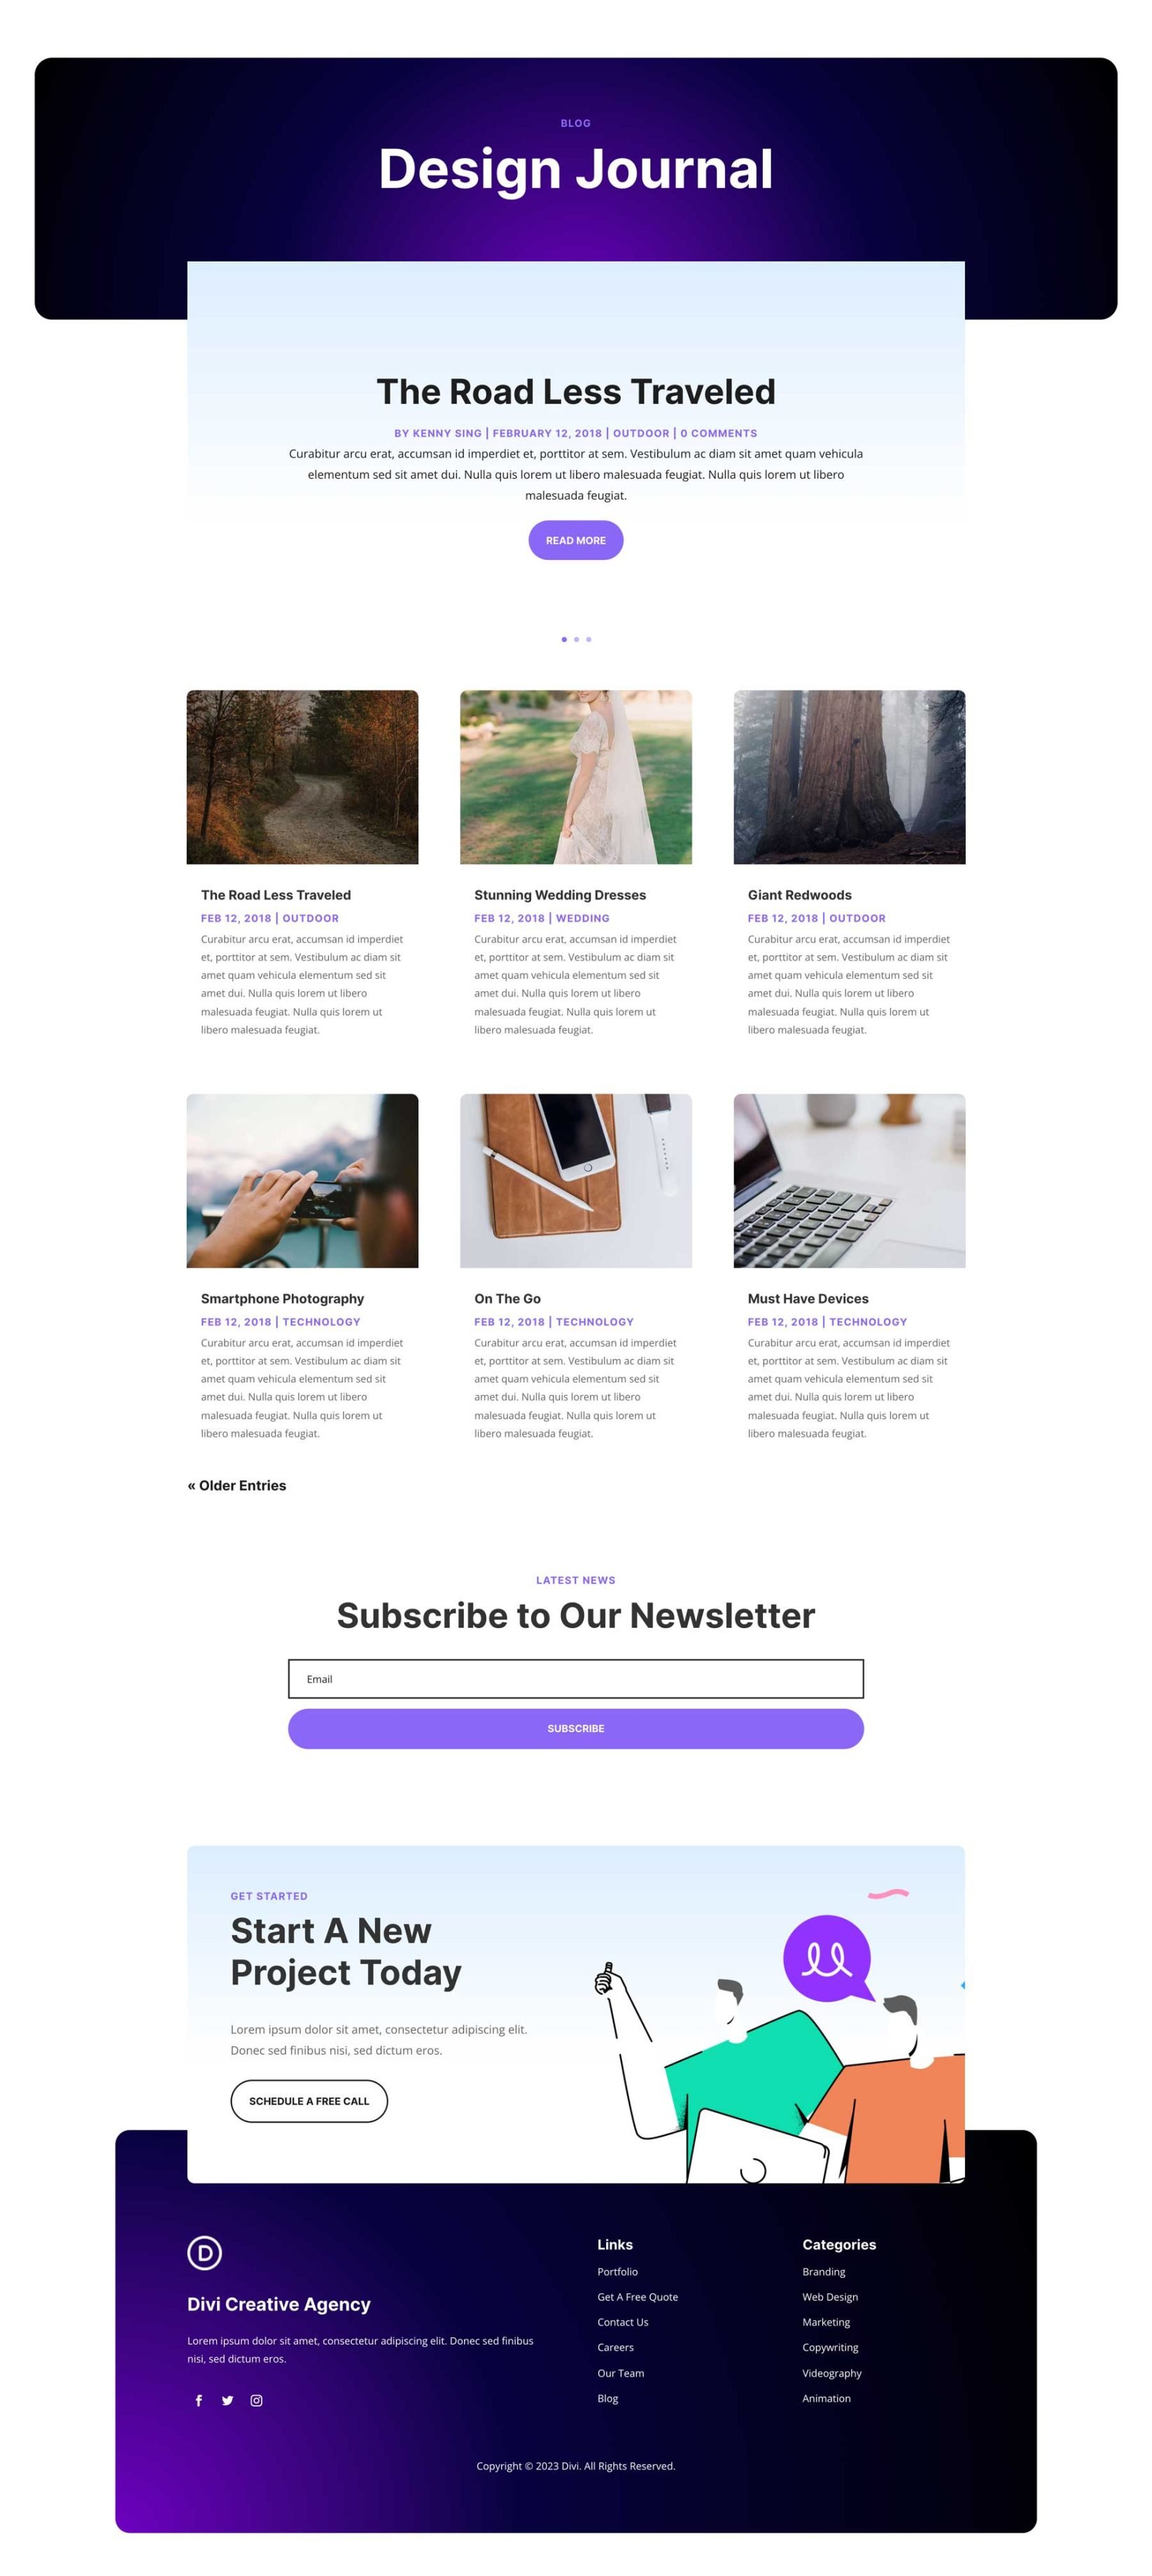 BLOG
Design Journal
The Road Less Traveled
BY KENNY SING | FEBRUARY 12, 2018 | OUTDOOR | 0 COMMENTS
Curabitur arcu erat, accumsan id imperdiet et, porttitor at sem. Vestibulum ac diam sit amet quam vehicula
elementum sed sit amet dui. Nulla quis lorem ut libero malesuada feugiat. Nulla quis lorem ut libero
malesuada feugiat.
READ MORE
The Road Less Traveled
FEB 12, 2018 | OUTDOOR
Curabitur arcu erat, accumsan id imperdiet
et, porttitor at sem. Vestibulum ac diam sit
amet quam vehicula elementum sed sit
amet dui. Nulla quis lorem ut libero
malesuada feugiat. Nulla quis lorem ut
libero malesuada feugiat.
Stunning Wedding Dresses
FEB 12, 2018 | WEDDING
Curabitur arcu erat, accumsan id imperdiet
et, porttitor at sem. Vestibulum ac diam sit
amet quam vehicula elementum sed sit
amet dui. Nulla quis lorem ut libero
malesuada feugiat. Nulla quis lorem ut
libero malesuada feugiat.
Giant Redwoods
FEB 12, 2018 | OUTDOOR
Curabitur arcu erat, accumsan id imperdiet
et, porttitor at sem. Vestibulum ac diam sit
amet quam vehicula elementum sed sit
amet dui. Nulla quis lorem ut libero
malesuada feugiat. Nulla quis lorem ut
libero malesuada feugiat.
Smartphone Photography
FEB 12, 2018 | TECHNOLOGY
Curabitur arcu erat, accumsan id imperdiet
et, porttitor at sem. Vestibulum ac diam sit
amet quam vehicula elementum sed sit
amet dui. Nulla quis lorem ut libero
malesuada feugiat. Nulla quis lorem ut
libero malesuada feugiat.
On The Go
FEB 12, 2018 | TECHNOLOGY
Curabitur arcu erat, accumsan id imperdiet
et, porttitor at sem. Vestibulum ac diam sit
amet quam vehicula elementum sed sit
amet dui. Nulla quis lorem ut libero
malesuada feugiat. Nulla quis lorem ut
libero malesuada feugiat.
Must Have Devices
FEB 12, 2018 | TECHNOLOGY
Curabitur arcu erat, accumsan id imperdiet
et, porttitor at sem. Vestibulum ac diam sit
amet quam vehicula elementum sed sit
amet dui. Nulla quis lorem ut libero
malesuada feugiat. Nulla quis lorem ut
libero malesuada feugiat.
« Older Entries
LATEST NEWS
Subscribe to Our Newsletter
Email
SUBSCRIBE
GET STARTED
Start A New
Project Today
Lorem ipsum dolor sit amet, consectetur adipiscing elit.
Donec sed finibus nisi, sed dictum eros.
SCHEDULE A FREE CALL
D
Divi Creative Agency
Lorem ipsum dolor sit amet, consectetur adipiscing elit. Donec sed finibus
nisi, sed dictum eros.
Links
Portfolio
Get A Free Quote
Contact Us
Careers
Our Team
Blog
Categories
Branding
Web Design
Marketing
Copywriting
Videography
Animation
Copyright © 2023 Divi. All Rights Reserved.